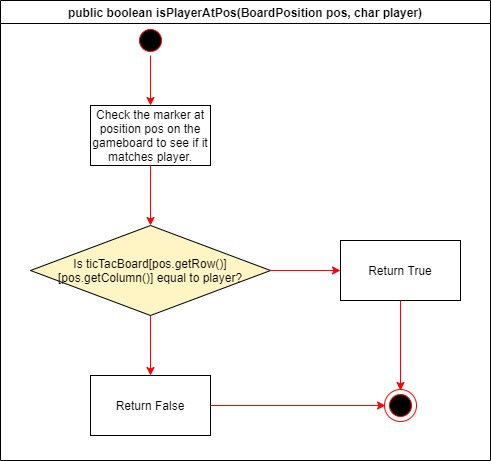 public boolean isPlayerAtPos(BoardPosition pos, char player)
Check the marker at
position pos on the
gameboard to see if it
matches player.
Is ticTacBoard[pos.getRow()]
[pos.getColumn()] equal to player?
Return True
Return False